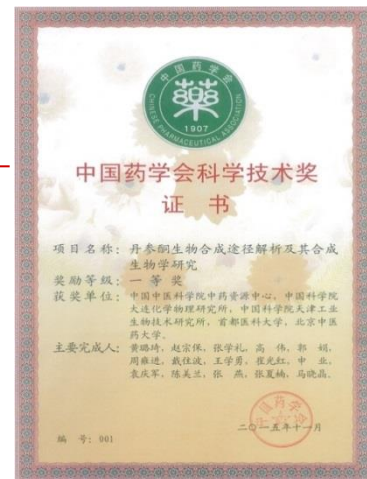 中国药学会
藥
1907
CHINESE PHARMACEUTICAL ASSOCIATION
中国药学会科学技术奖
证 书
项目名称：丹参酮生物合成途径解析及其合成
生物学研究
奖励等级：一等奖
获奖单位：中国中医科学院中药资源中心，中国科学院
大连化学物理研究所，中国科学院天津工业
生物技术研究所，首都医科大学，北京中医
药大学，
主要完成人：黄璐琦，赵宗保，张学礼，高 伟，郭 娟，
周雍进，戴住波，王学勇，崔光红，申 业，
袁庆军，陈美兰，张 燕，张夏楠，马晓晶，
中国药学会
二〇一五年十一月
编 号：001